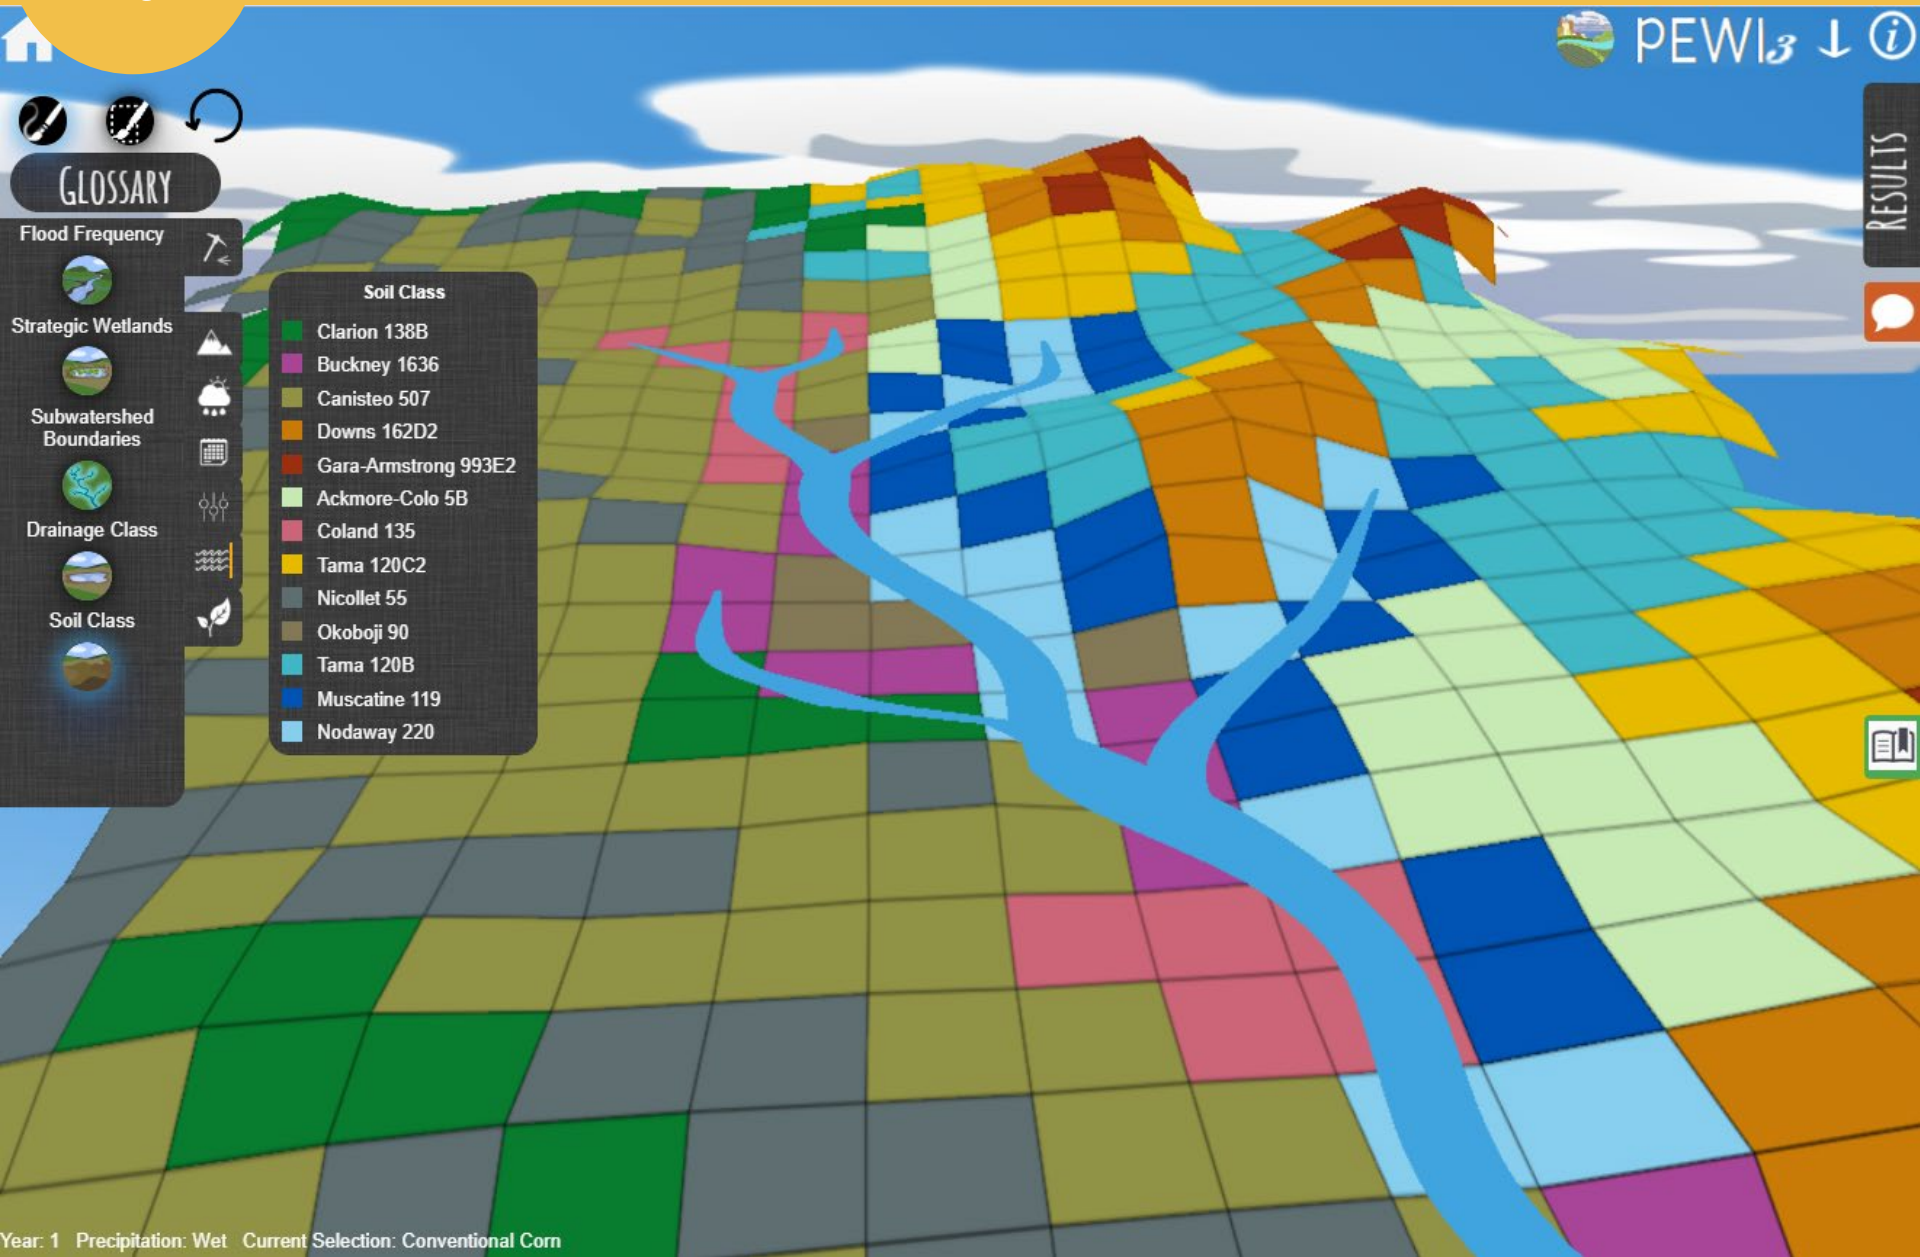 PEWI3
GLOSSARY
Flood Frequency
Strategic Wetlands
Subwatershed
Boundaries
Drainage Class
Soil Class
Soil Class
Clarion 138B
Buckney 1636
Canisteo 507
Downs 162D2
Gara-Armstrong 993E2
Ackmore-Colo 5B
Coland 135
Tama 120C2
Nicollet 55
Okoboji 90
Tama 120B
Muscatine 119
Nodaway 220
RESULTS
Year: 1 Precipitation: Wet Current Selection: Conventional Corn